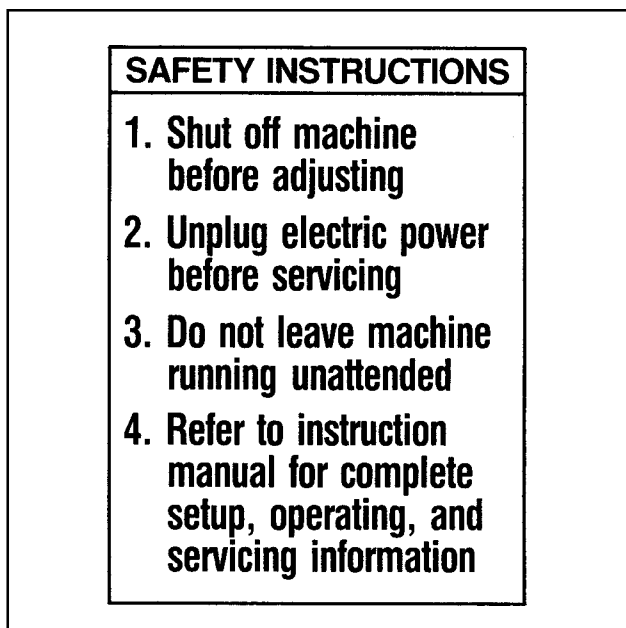 SAFETY INSTRUCTIONS
1. Shut off machine
before adjusting
2. Unplug electric power
before servicing
3. Do not leave machine
running unattended
4. Refer to instruction
manual for complete
setup, operating, and
servicing information